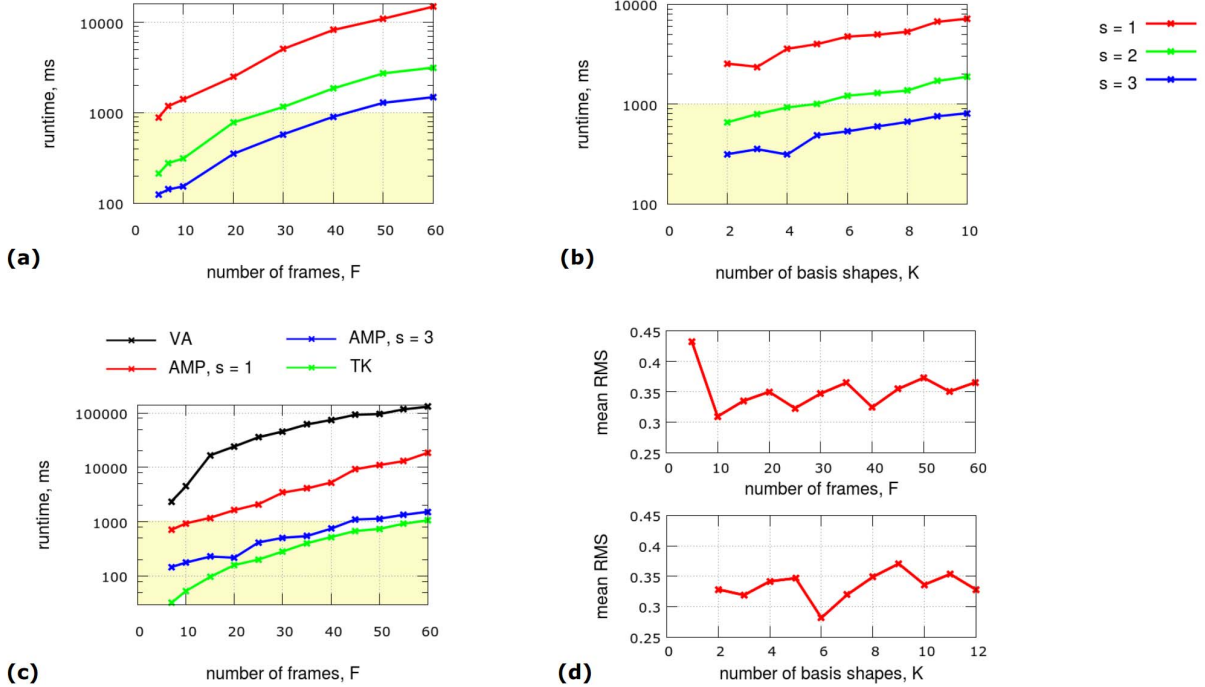 10000
1000
100
runtime, ms
0 10 20 30 40 50 60
number of frames, F
(a)
10000
1000
100
runtime, ms
0 2 4 6 8 10
number of basis shapes, K
(b)
s = 1
s = 2
s = 3
VA
AMP, s = 1
AMP, s = 3
TK
100000
10000
1000
100
runtime, ms
0 10 20 30 40 50 60
number of frames, F
(c)
0.45
0.4
0.35
0.3
0.25
mean RMS
0 10 20 30 40 50 60
number of frames, F
0.45
0.4
0.35
0.3
0.25
mean RMS
0 2 4 6 8 10 12
number of basis shapes, K
(d)